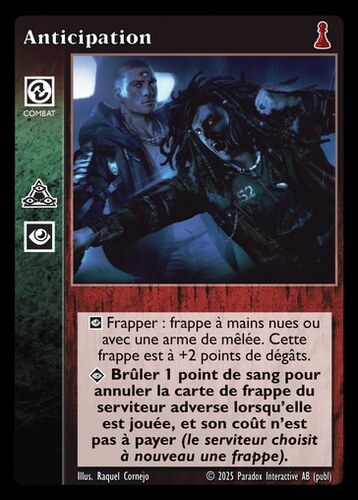 Anticipation
COMBAT
52
Frapper : frappe à mains nues ou
avec une arme de mêlée. Cette
frappe est à +2 points de dégâts.
Brûler 1 point de sang pour
annuler la carte de frappe du
serviteur adverse lorsqu'elle
est jouée, et son coût n'est
pas à payer (le serviteur choisit
à nouveau une frappe).
Illus. Raquel Cornejo
© 2025 Paradox Interactive AB (publ)